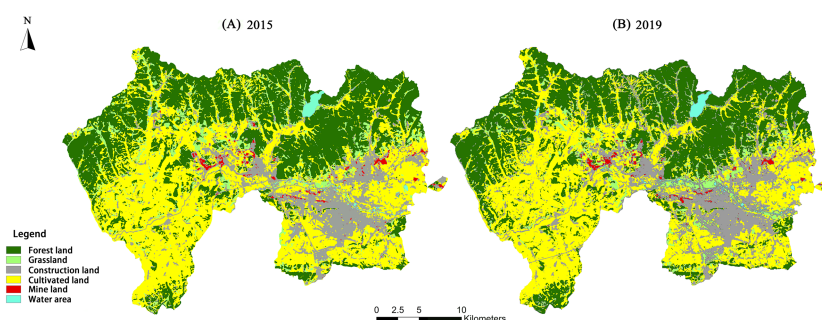 (A) 2015
(B) 2019
N
Legend
Forest land
Grassland
Construction land
Cultivated land
Mine land
Water area
0 2.5 5 10
Kilometers